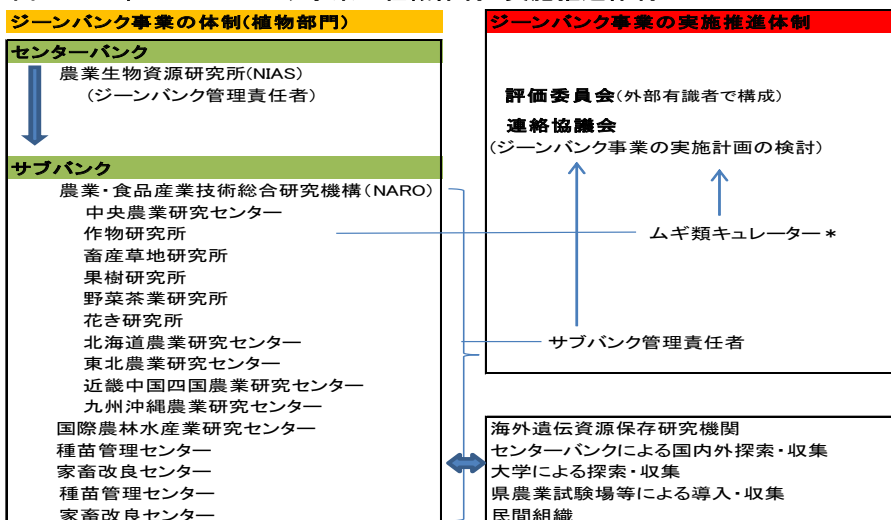 ジーンバンク事業の体制(植物部門)
センターバンク
農業生物資源研究所(NIAS)
(ジーンバンク管理責任者)
サブバンク
農業・食品産業技術総合研究機構(NARO)
中央農業研究センター
作物研究所
畜産草地研究所
果樹研究所
野菜茶業研究所
花き研究所
北海道農業研究センター
東北農業研究センター
近畿中国四国農業研究センター
九州沖縄農業研究センター
国際農林水産業研究センター
種苗管理センター
家畜改良センター
種苗管理センター
家畜改良センター
ジーンバンク事業の実施推進体制
評価委員会(外部有識者で構成)
連絡協議会
(ジーンバンク事業の実施計画の検討)
ムギ類キュレーター*
サブバンク管理責任者
海外遺伝資源保存研究機関
センターバンクによる国内外探索・収集
大学による探索・収集
県農業試験場等による導入・収集
民間組織